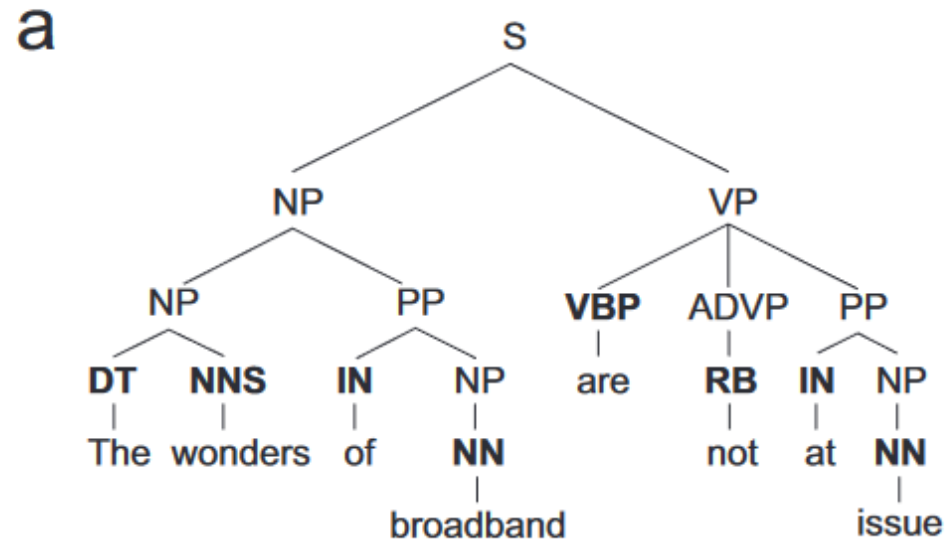 a
S
NP VP
NP PP VBP ADVP PP
DT NNS IN NP are RB IN NP
The wonders of NN not at NN
broadband issue